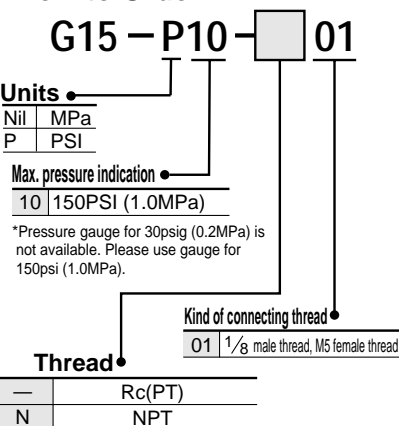 G15 – P10 – 01
Units
Nil MPa
P PSI
Max. pressure indication
10 150PSI (1.0MPa)
*Pressure gauge for 30psig (0.2MPa) is
not available. Please use gauge for
150psi (1.0MPa).
Kind of connecting thread
01 1/8 male thread, M5 female thread
Thread
— Rc(PT)
N NPT